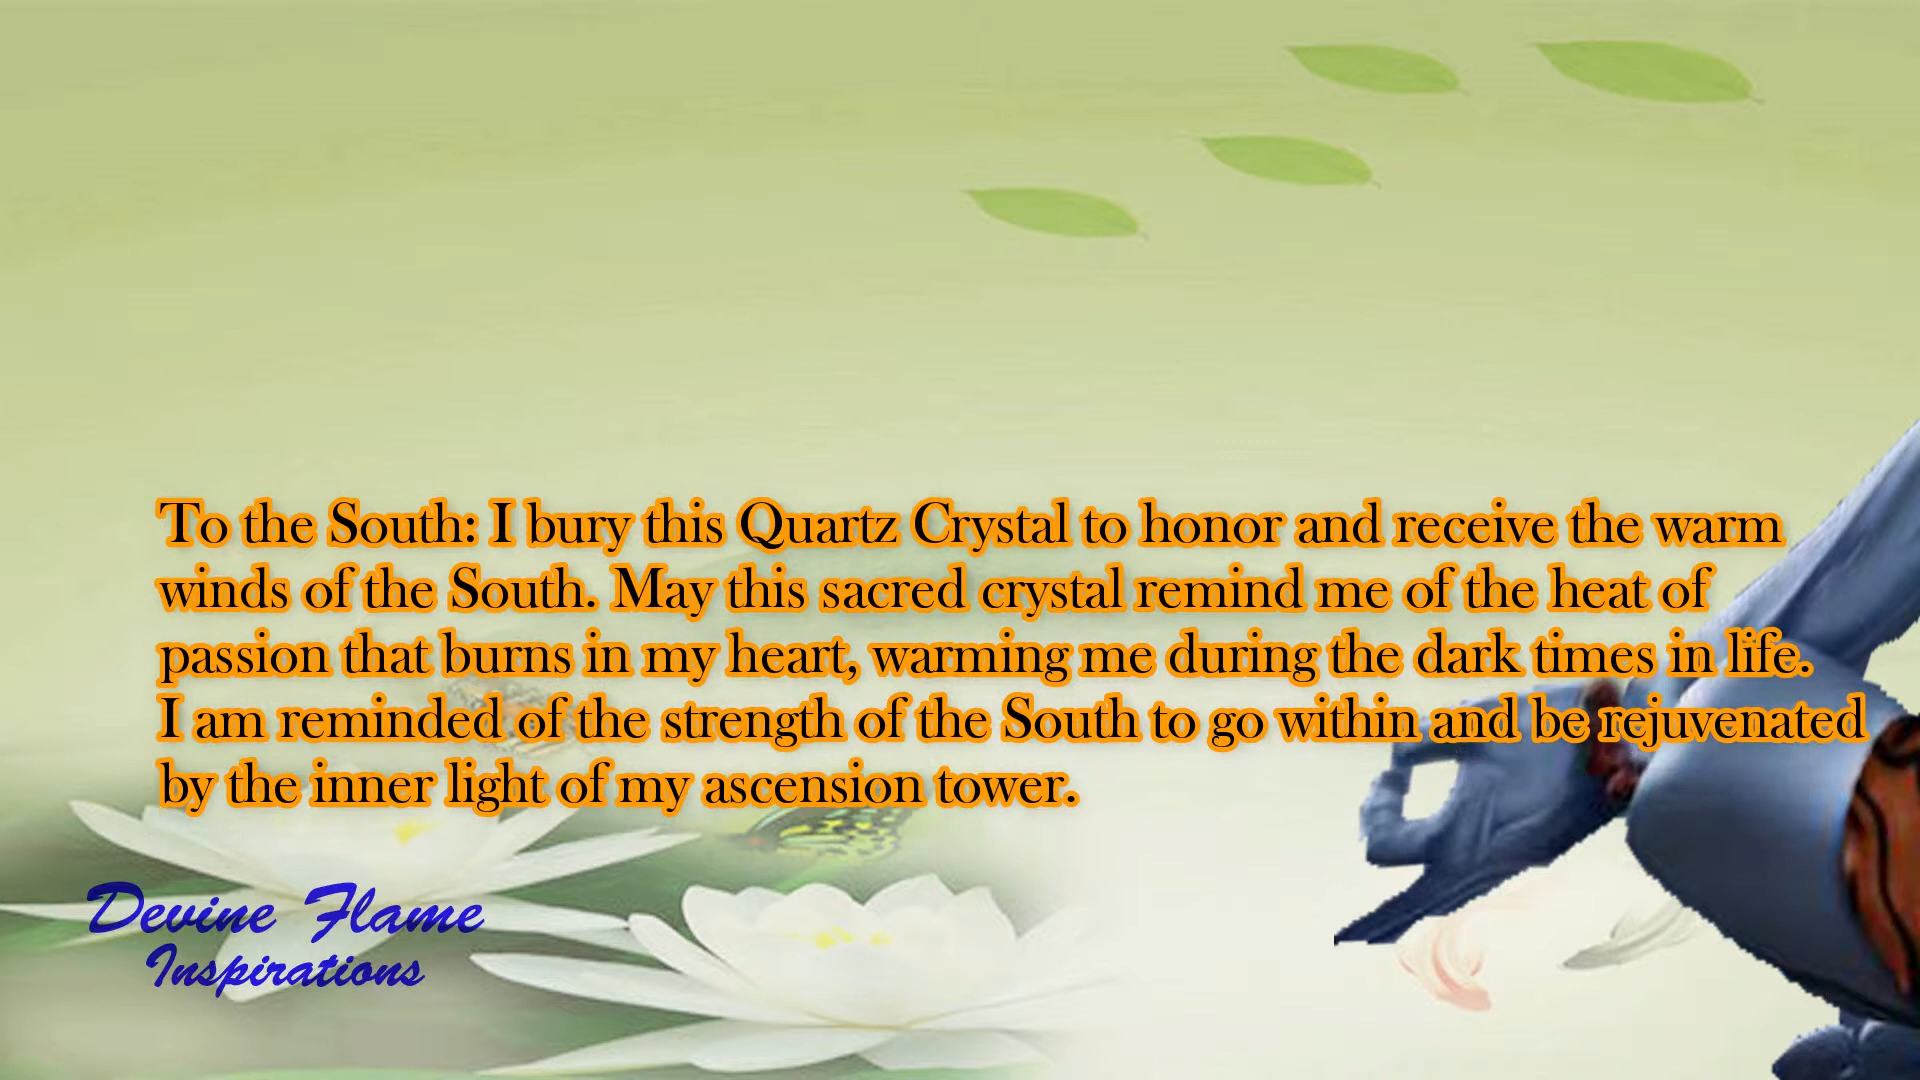 To the South: I bury this Quartz Crystal to honor and receive the warm
winds of the South. May this sacred crystal remind me of the heat of
passion that burns in my heart, warming me during the dark times in life.
I am reminded of the strength of the South to go within and be rejuvenated
by the inner light of my ascension tower.
Devine Flame
Inspirations